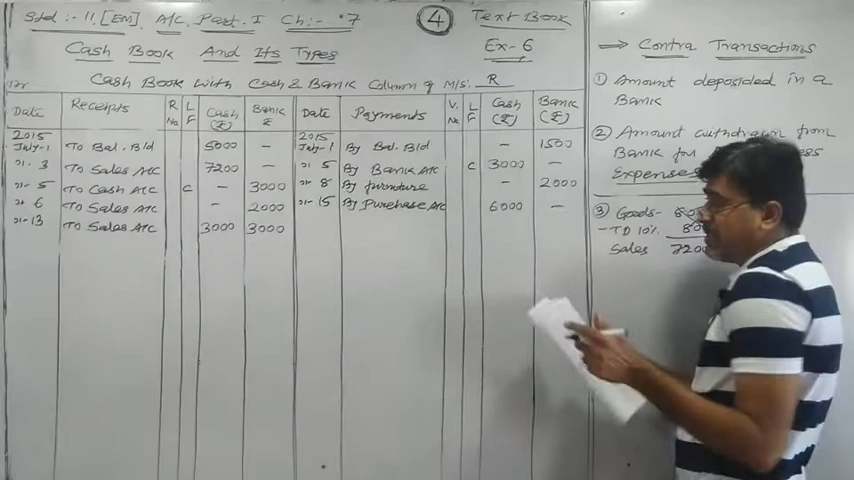 Std :- 11. [EM]. A/C. Part. I Ch:- 7
4
Text Book
Cash Book And Its Types
Ex-6
Dr
Cash Book with Cash & Bank Column of M/s. R
Date Receipts R No L F Cash (₹) Bank ₹ Date Payments V. No L F Cash (₹) Bank (₹)
2015 2015
July-1 To Bal. B/d 5000 - July-1 By Bal. B/d - 1500
" - 3 To Sales A/c 7200 - " 5 By Bank A/c C 3000 -
" - 5 To Cash A/c C - 3000 " - 8 By furniture - 2000
" 6 To Sales A/c - 2000 " - 15 By Purchase A/c 6000 -
" - 13 To Sales A/c 3000 3000
⇒ Contra Transactions
① Amount deposided in a
Bank
② Amount authdrawn from
Bank for
Expenses
③ Goods-
- TD 10%
Sales 7200